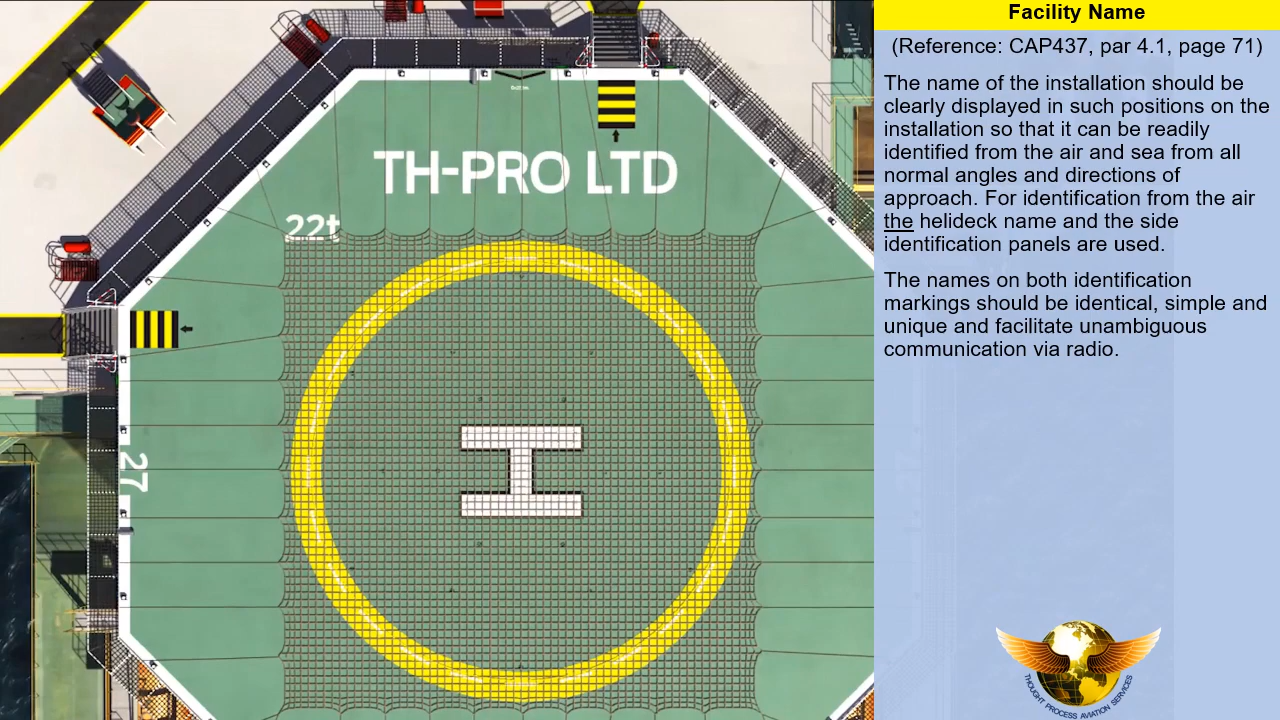 Facility Name
(Reference: CAP437, par 4.1, page 71)
The name of the installation should be
clearly displayed in such positions on the
installation so that it can be readily
identified from the air and sea from all
normal angles and directions of
approach. For identification from the air
the helideck name and the side
identification panels are used.
The names on both identification
markings should be identical, simple and
unique and facilitate unambiguous
communication via radio.
TH-PRO LTD
22t
27
H
THOUGHT PROCESS AVIATION SERVICES